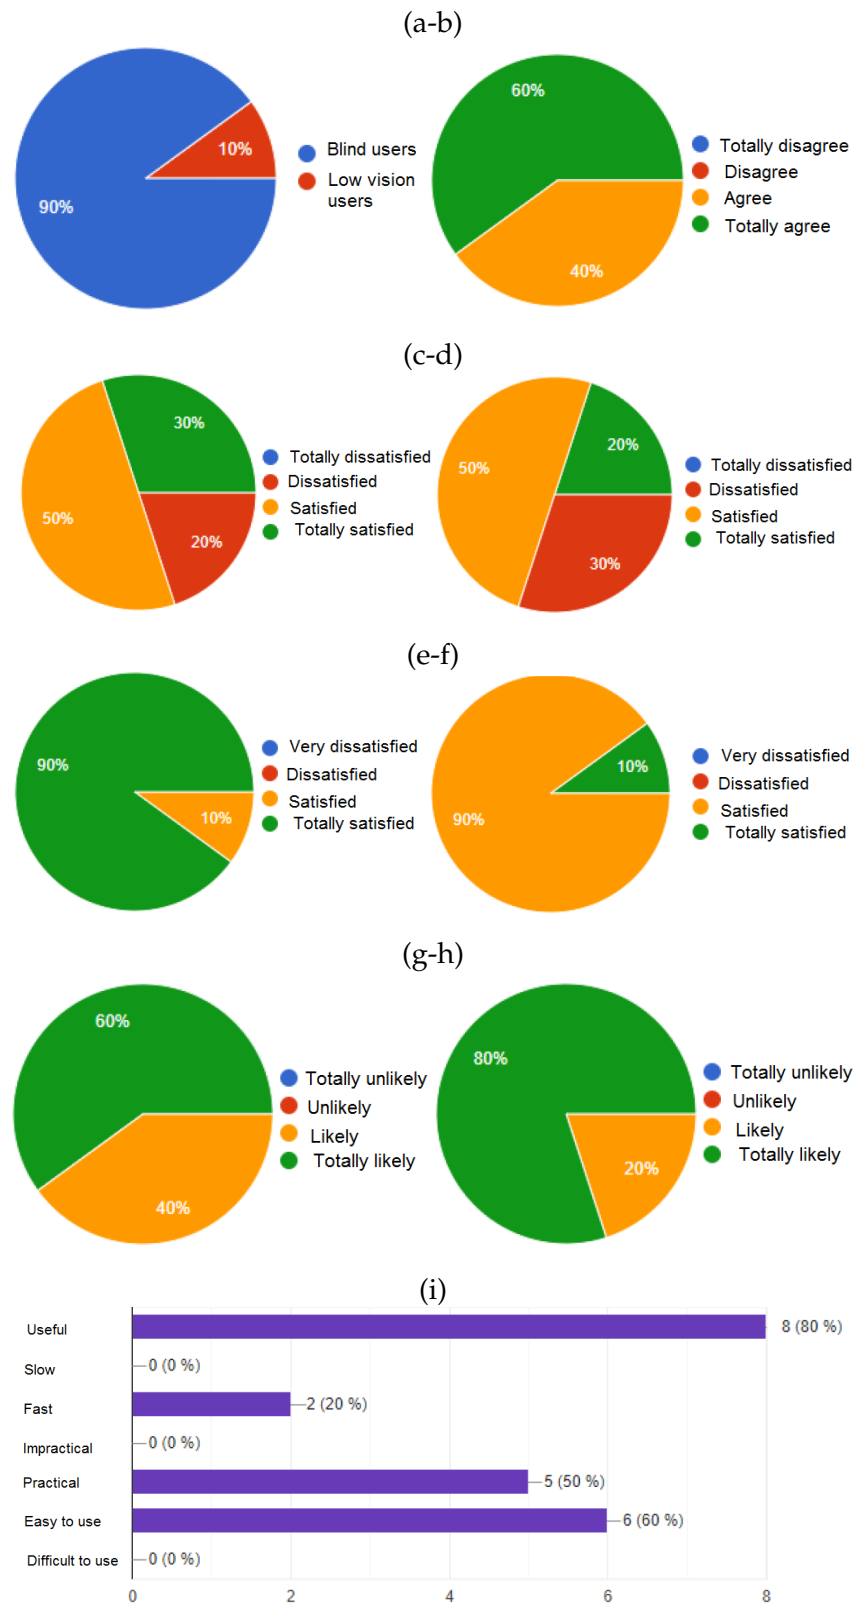 (a-b)
90%
10%
Blind users
Low vision
users
60%
40%
Totally disagree
Disagree
Agree
Totally agree
(c-d)
30%
50%
20%
Totally dissatisfied
Dissatisfied
Satisfied
Totally satisfied
50%
20%
30%
Totally dissatisfied
Dissatisfied
Satisfied
Totally satisfied
(e-f)
90%
10%
Very dissatisfied
Dissatisfied
Satisfied
Totally satisfied
10%
90%
Very dissatisfied
Dissatisfied
Satisfied
Totally satisfied
(g-h)
60%
40%
Totally unlikely
Unlikely
Likely
Totally likely
80%
20%
Totally unlikely
Unlikely
Likely
Totally likely
(i)
Useful 8 (80 %)
Slow 0 (0 %)
Fast 2 (20 %)
Impractical 0 (0 %)
Practical 5 (50 %)
Easy to use 6 (60 %)
Difficult to use 0 (0 %)
0 2 4 6 8